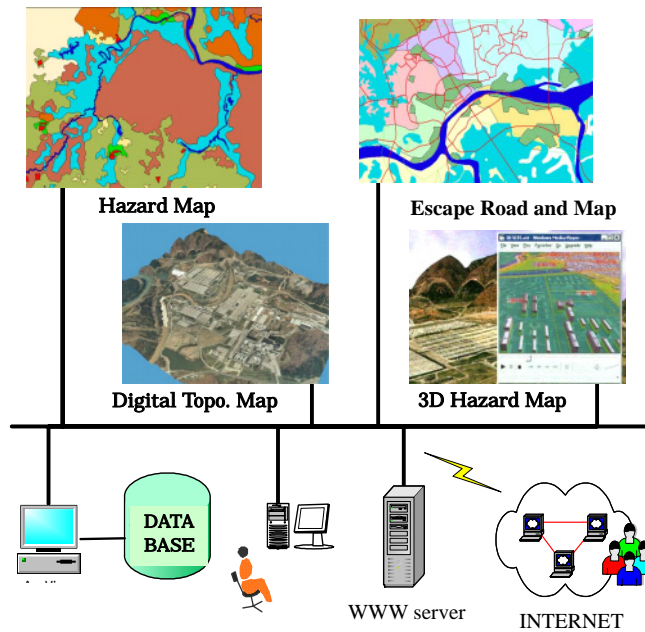 Hazard Map
Escape Road and Map
Digital Topo. Map
3D Hazard Map
DATA
BASE
WWW server
INTERNET